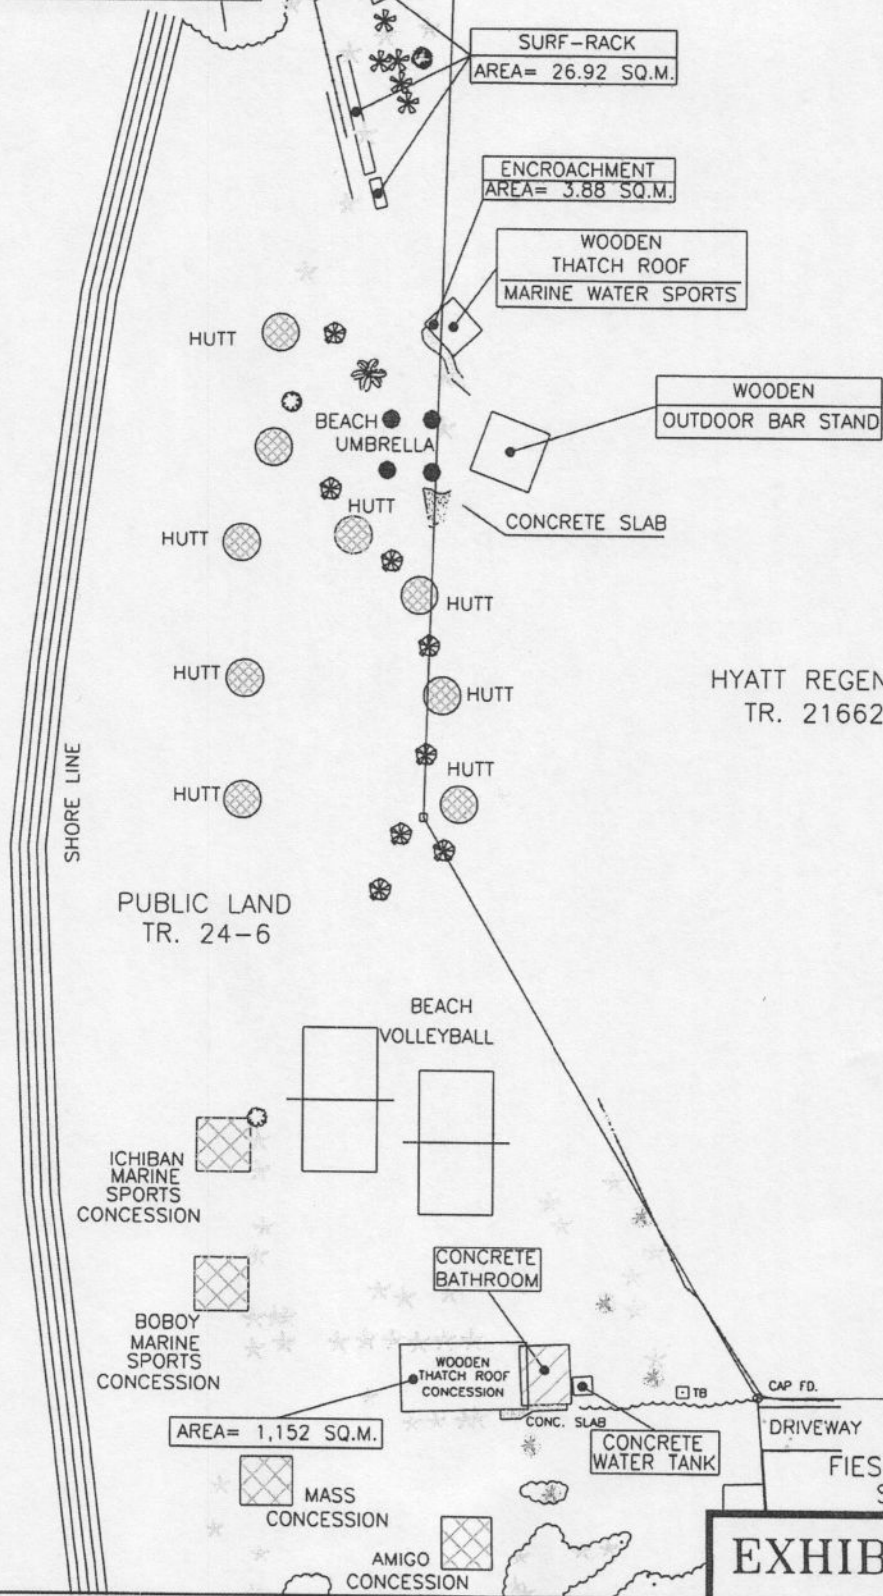 SURF-RACK
AREA= 26.92 SQ.M.
ENCROACHMENT
AREA= 3.88 SQ.M.
WOODEN
THATCH ROOF
MARINE WATER SPORTS
HUTT
WOODEN
OUTDOOR BAR STAND
BEACH
UMBRELLA
HUTT
CONCRETE SLAB
HUTT
HUTT
HUTT
HYATT REGEN
TR. 21662
HUTT
HUTT
HUTT
SHORE LINE
PUBLIC LAND
TR. 24-6
BEACH
VOLLEYBALL
ICHIBAN
MARINE
SPORTS
CONCESSION
CONCRETE
BATHROOM
BOBOY
MARINE
SPORTS
CONCESSION
WOODEN
THATCH ROOF
CONCESSION
TB
CAP FD.
CONC. SLAB
DRIVEWAY
AREA= 1,152 SQ.M.
CONCRETE
WATER TANK
FIES
S
MASS
CONCESSION
AMIGO
CONCESSION
EXHIB